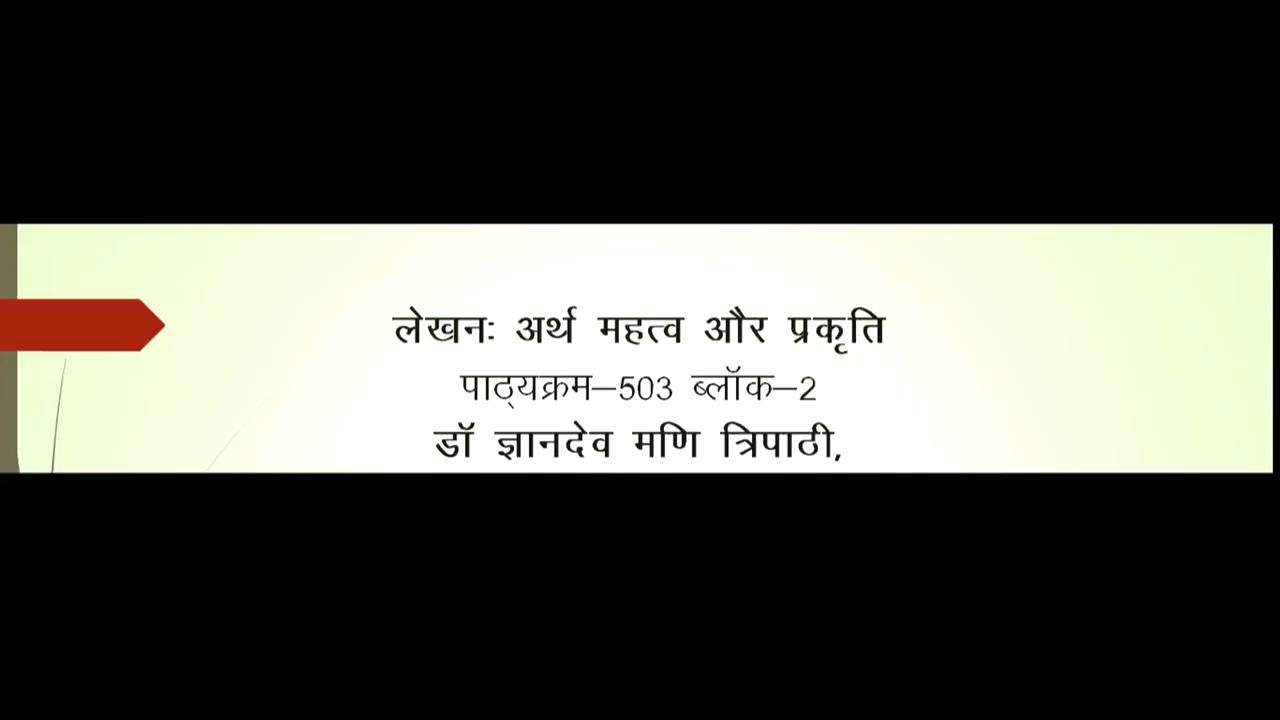 लेखनः अर्थ महत्व और प्रकृति
पाठ्यक्रम–503 ब्लॉक–2
डॉ ज्ञानदेव मणि त्रिपाठी,